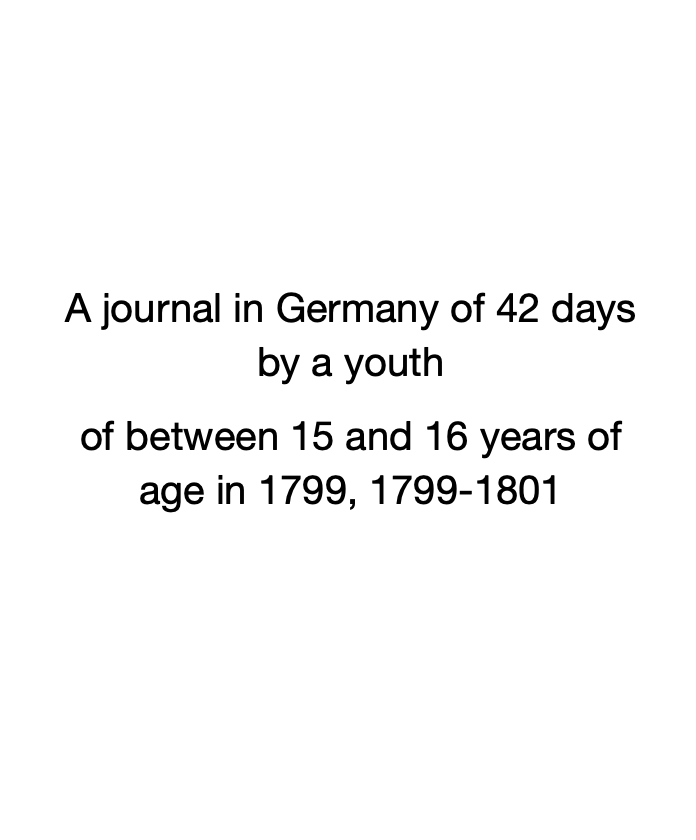 A journal in Germany of 42 days
by a youth
of between 15 and 16 years of
age in 1799, 1799-1801